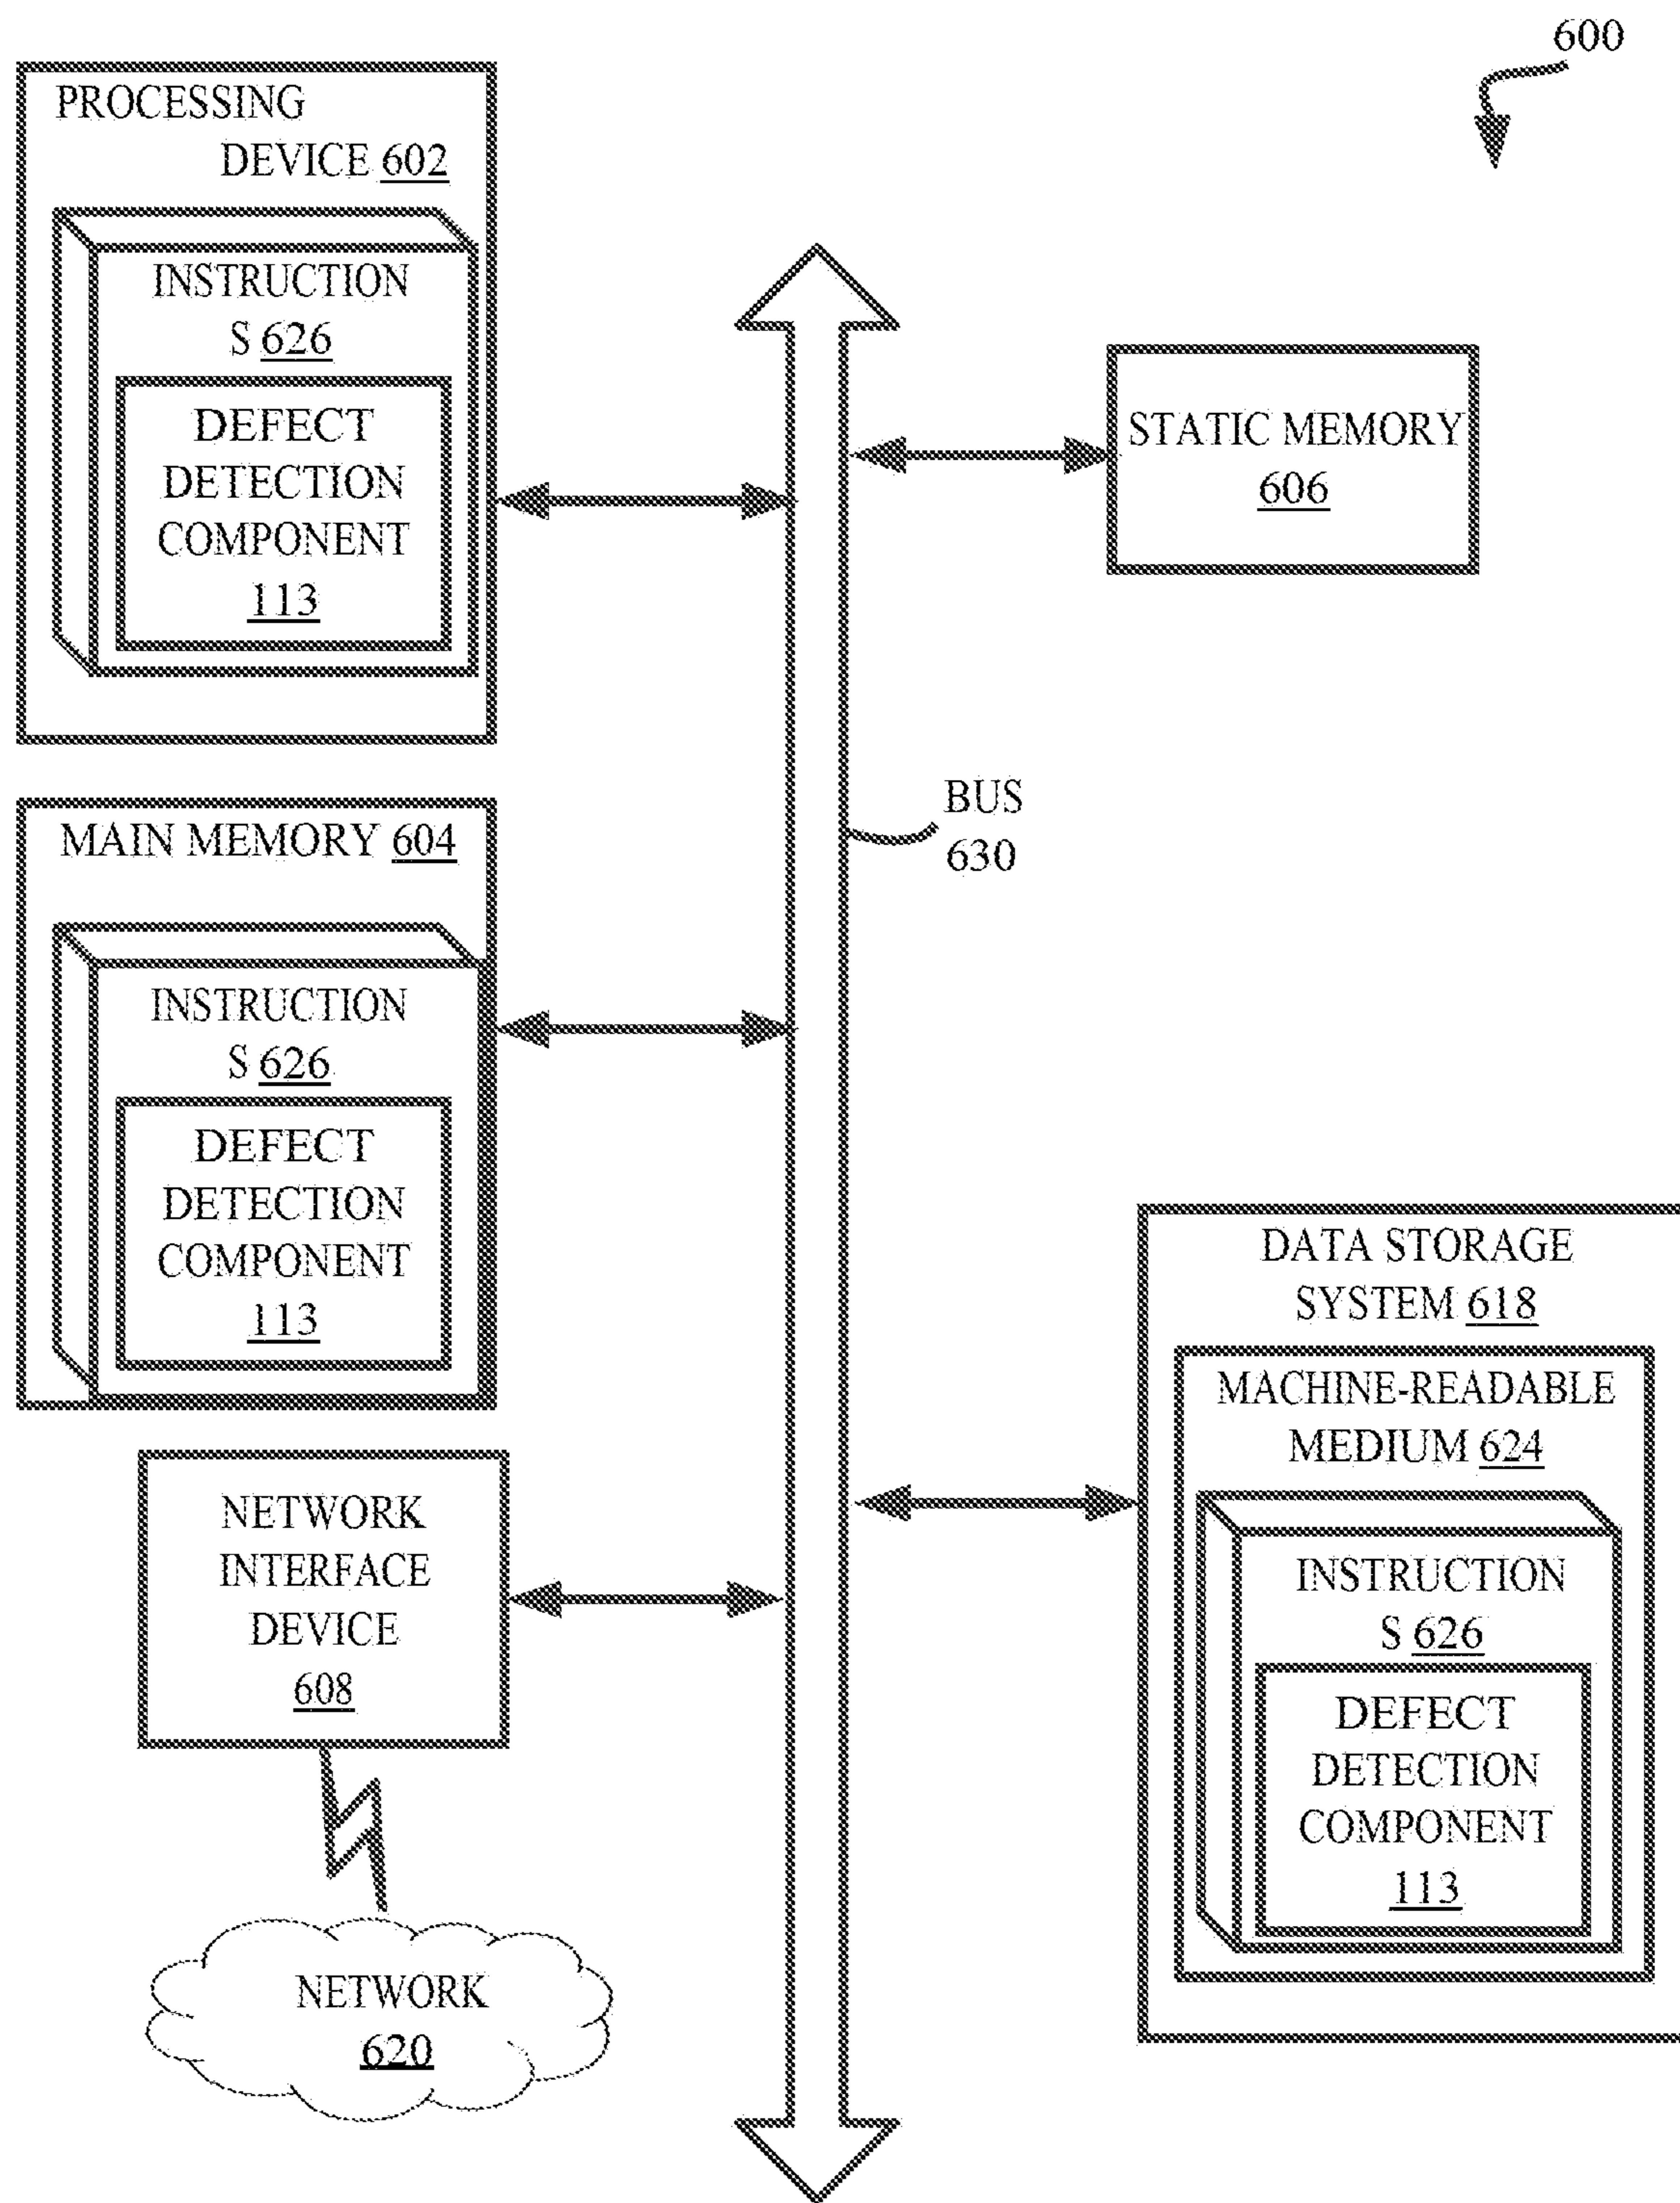 600
PROCESSING
DEVICE 602
INSTRUCTION
S 626
DEFECT
DETECTION
COMPONENT
113
STATIC MEMORY
606
BUS
630
MAIN MEMORY 604
INSTRUCTION
S 626
DEFECT
DETECTION
COMPONENT
113
DATA STORAGE
SYSTEM 618
MACHINE-READABLE
MEDIUM 624
INSTRUCTION
S 626
DEFECT
DETECTION
COMPONENT
113
NETWORK
INTERFACE
DEVICE
608
NETWORK
620